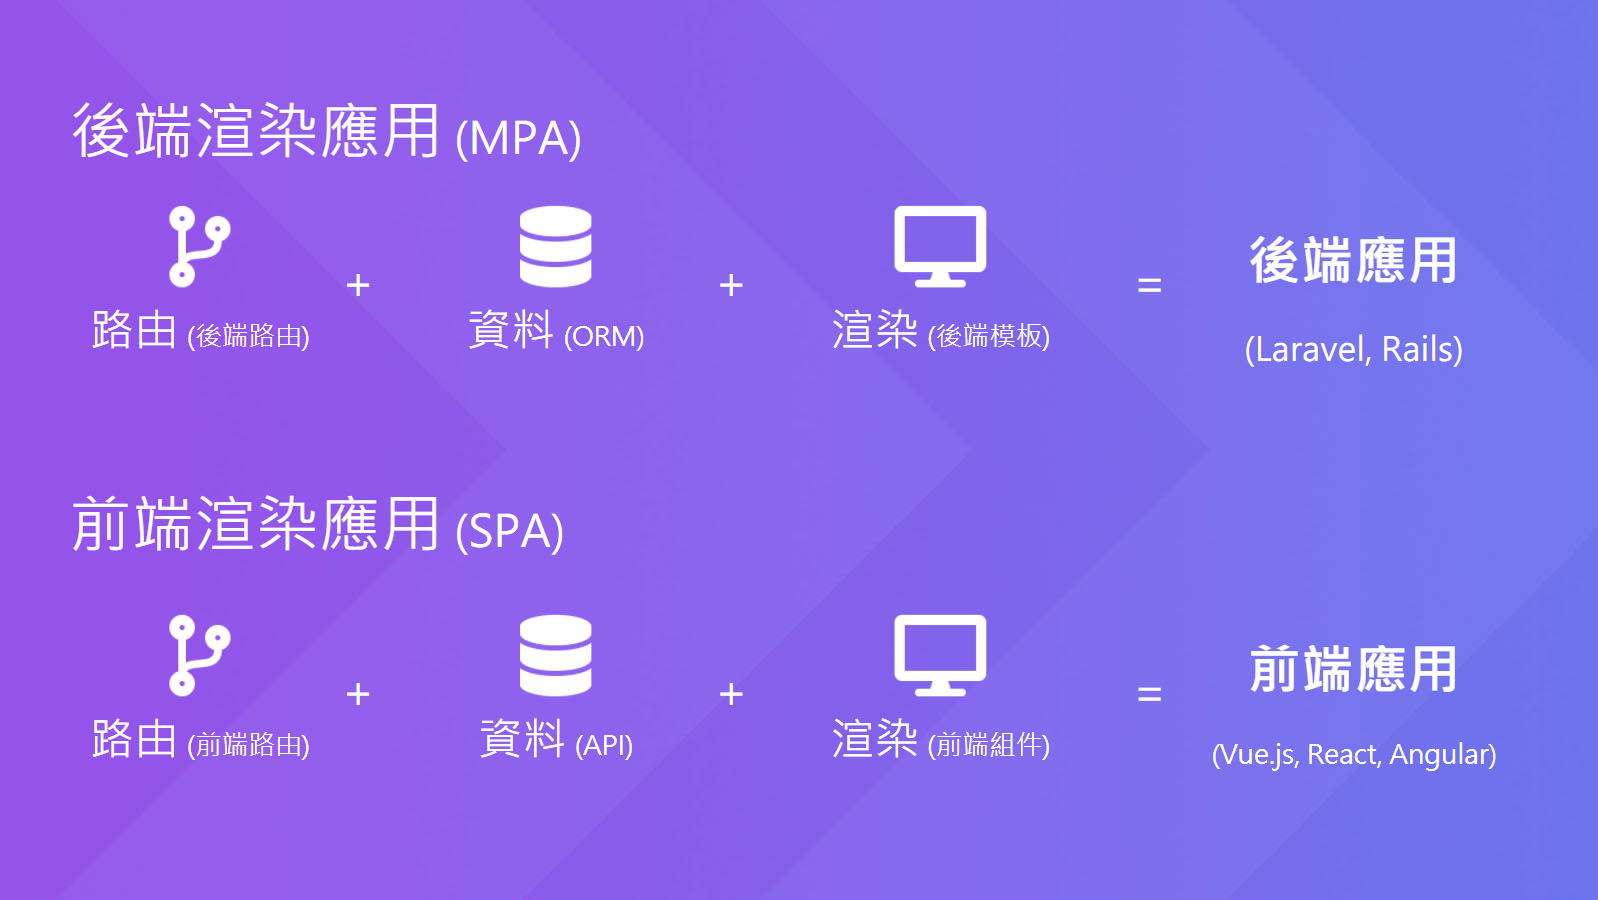 後端渲染應用 (MPA)
路由 (後端路由) + 資料 (ORM) + 渲染 (後端模板) = 後端應用
(Laravel, Rails)
前端渲染應用 (SPA)
路由 (前端路由) + 資料 (API) + 渲染 (前端組件) = 前端應用
(Vue.js, React, Angular)